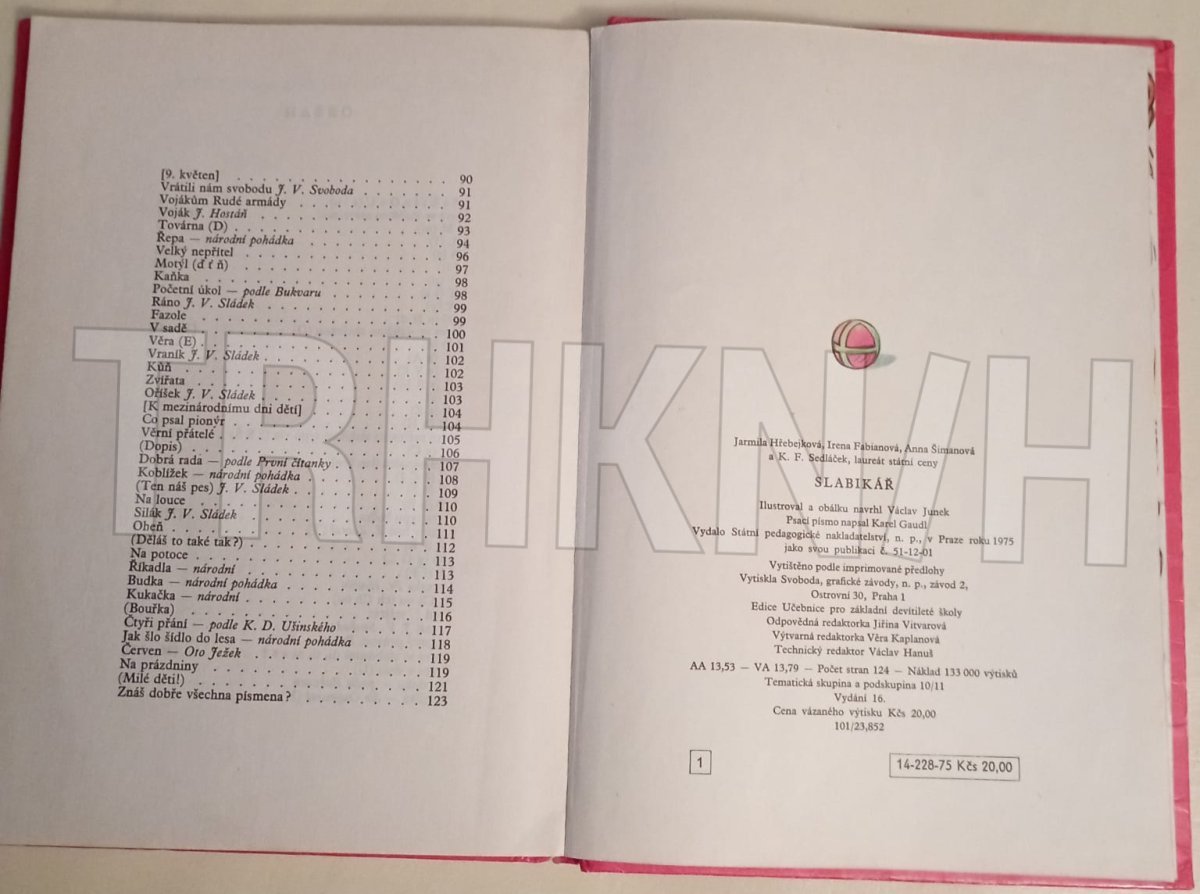 [9. květen] . . . . . . . . . . . . . . . . 90
Vrátili nám svobodu J. V. Svoboda . . . . . . . 91
Vojákům Rudé armády . . . . . . . . . . . . 91
Voják J. Hostáň . . . . . . . . . . . . . . 92
Továrna (D) . . . . . . . . . . . . . . . . 93
Řepa — národní pohádka . . . . . . . . . . . 94
Velký nepřítel . . . . . . . . . . . . . . . 96
Motýl (ď ť ň) . . . . . . . . . . . . . . . 97
Kaňka . . . . . . . . . . . . . . . . . . . 98
Početní úkol — podle Bukvaru . . . . . . . . . 98
Ráno J. V. Sládek . . . . . . . . . . . . . . 99
Fazole . . . . . . . . . . . . . . . . . . . 99
V sadě . . . . . . . . . . . . . . . . . . . 100
Věra (E) . . . . . . . . . . . . . . . . . . 101
Vraník J. V. Sládek . . . . . . . . . . . . . 102
Kůň . . . . . . . . . . . . . . . . . . . . 102
Zvířata . . . . . . . . . . . . . . . . . . 103
Oříšek J. V. Sládek . . . . . . . . . . . . . 103
[K mezinárodnímu dni dětí] . . . . . . . . . . 104
Co psal pionýr . . . . . . . . . . . . . . . 104
Věrní přátelé . . . . . . . . . . . . . . . . 105
(Dopis) . . . . . . . . . . . . . . . . . . 106
Dobrá rada — podle První čítanky . . . . . . . . 107
Koblížek — národní pohádka . . . . . . . . . . 108
(Ten náš pes) J. V. Sládek . . . . . . . . . . . 109
Na louce . . . . . . . . . . . . . . . . . . 110
Silák J. V. Sládek . . . . . . . . . . . . . . 110
Oheň . . . . . . . . . . . . . . . . . . . 111
(Děláš to také tak?) . . . . . . . . . . . . . 112
Na potoce . . . . . . . . . . . . . . . . . 113
Říkadla — národní . . . . . . . . . . . . . . 113
Budka — národní pohádka . . . . . . . . . . . 114
Kukačka — národní . . . . . . . . . . . . . . 115
(Bouřka) . . . . . . . . . . . . . . . . . . 116
Čtyři přání — podle K. D. Ušinského . . . . . . . 117
Jak šlo šídlo do lesa — národní pohádka . . . . . . 118
Červen — Oto Ježek . . . . . . . . . . . . . 119
Na prázdniny . . . . . . . . . . . . . . . . 119
(Milé děti!) . . . . . . . . . . . . . . . . 121
Znáš dobře všechna písmena? . . . . . . . . . 123
Jarmila Hřebejková, Irena Fabianová, Anna Šimanová
a K. F. Sedláček, laureát státní ceny
SLABIKÁŘ
Ilustroval a obálku navrhl Václav Junek
Psací písmo napsal Karel Gaudl
Vydalo Státní pedagogické nakladatelství, n. p., v Praze roku 1975
jako svou publikaci č. 51-12-01
Vytištěno podle imprimované předlohy
Vytiskla Svoboda, grafické závody, n. p., závod 2,
Ostrovní 30, Praha 1
Edice Učebnice pro základní devítileté školy
Odpovědná redaktorka Jiřina Vitvarová
Výtvarná redaktorka Věra Kaplanová
Technický redaktor Václav Hanuš
AA 13,53 — VA 13,79 — Počet stran 124 — Náklad 133 000 výtisků
Tematická skupina a podskupina 10/11
Vydání 16.
Cena vázaného výtisku Kčs 20,00
101/23,852
1
14-228-75 Kčs 20,00
TRHKNIH